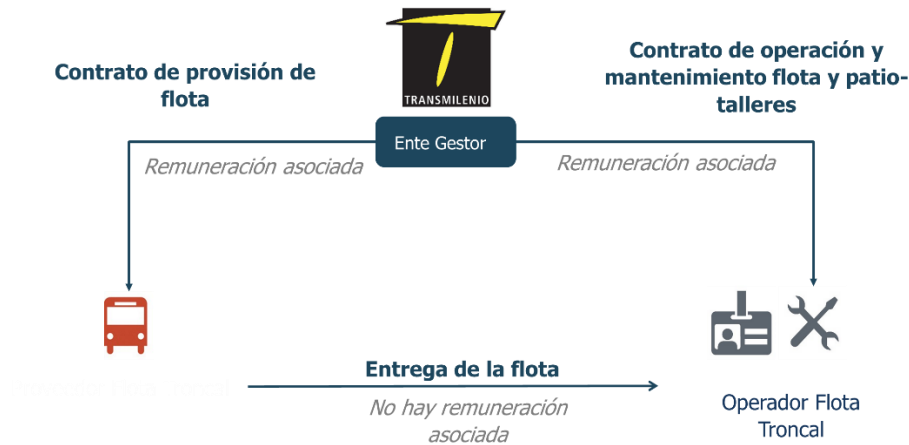 Contrato de provisión de
flota
TRANSMILENIO
Contrato de operación y
mantenimiento flota y patio-
talleres
Ente Gestor
Remuneración asociada
Remuneración asociada
Entrega de la flota
No hay remuneración
asociada
Operador Flota
Troncal